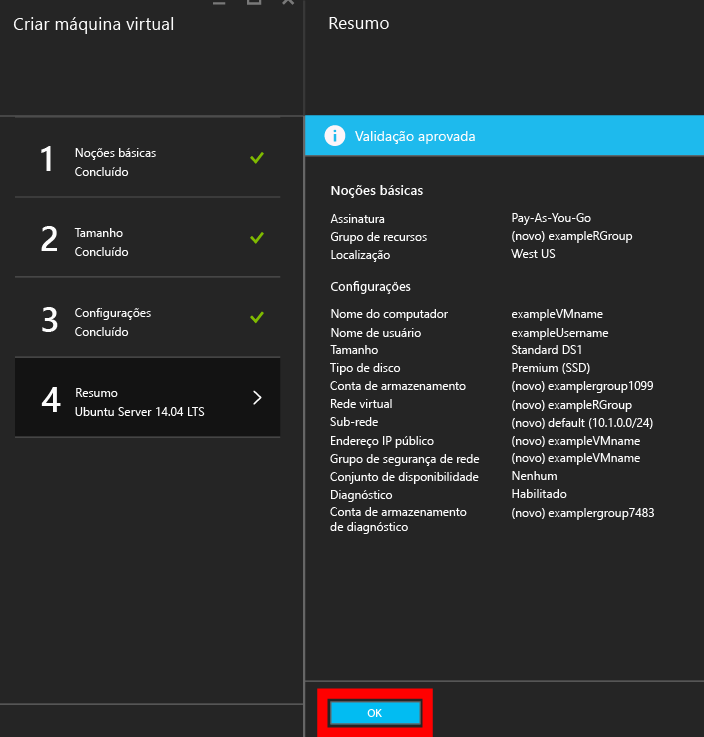 Criar máquina virtual
1
Noções básicas
Concluído
2
Tamanho
Concluído
3
Configurações
Concluído
4
Resumo
Ubuntu Server 14.04 LTS
Resumo
i Validação aprovada
Noções básicas
Assinatura Pay-As-You-Go
Grupo de recursos (novo) exampleRGroup
Localização West US
Configurações
Nome do computador exampleVMname
Nome de usuário exampleUsername
Tamanho Standard DS1
Tipo de disco Premium (SSD)
Conta de armazenamento (novo) examplergroup1099
Rede virtual (novo) exampleRGroup
Sub-rede (novo) default (10.1.0.0/24)
Endereço IP público (novo) exampleVMname
Grupo de segurança de rede (novo) exampleVMname
Conjunto de disponibilidade Nenhum
Diagnóstico Habilitado
Conta de armazenamento (novo) examplergroup7483
de diagnóstico
OK